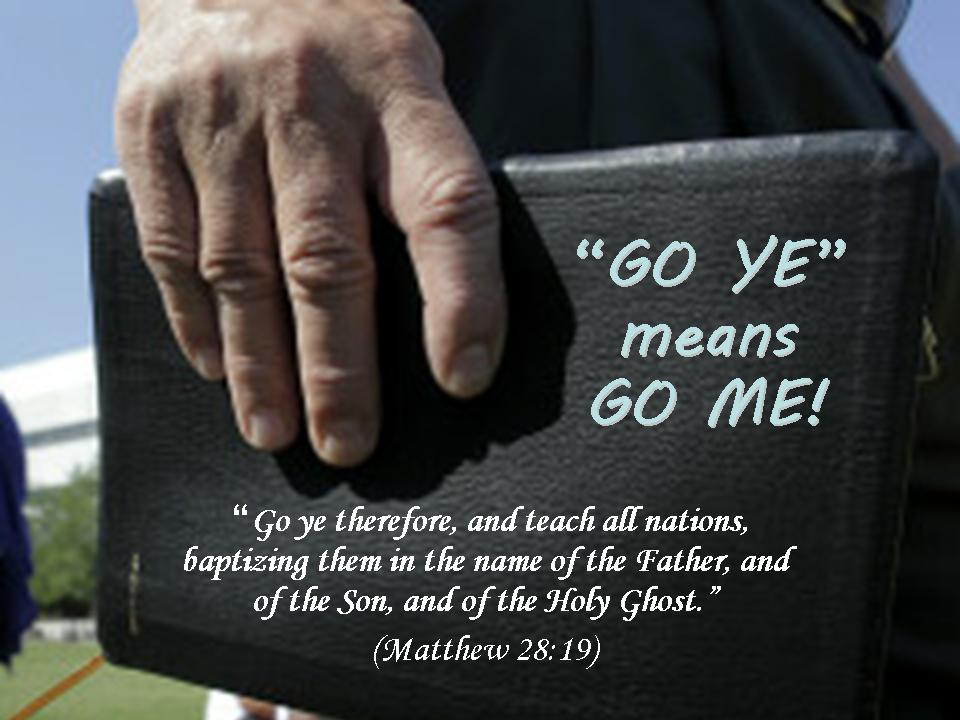 “GO YE”
means
GO ME!
“Go ye therefore, and teach all nations,
baptizing them in the name of the Father, and
of the Son, and of the Holy Ghost.”
(Matthew 28:19)